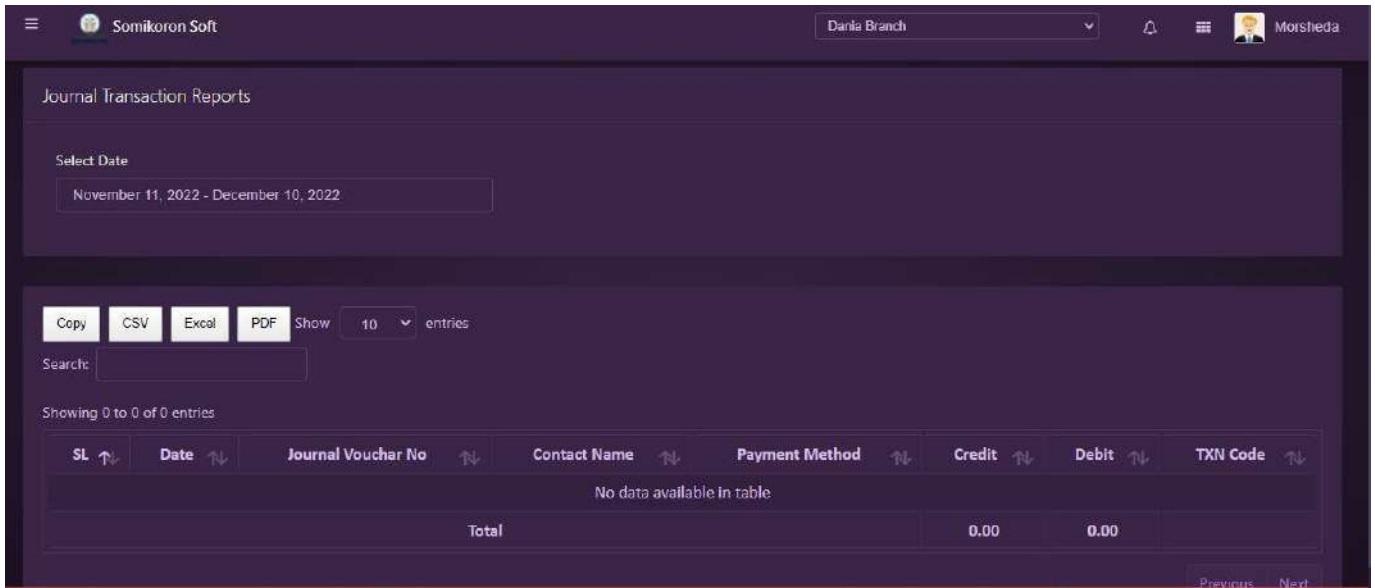 Somikoron Soft Dania Branch Morsheda
Journal Transaction Reports
Select Date
November 11, 2022 - December 10, 2022
Copy CSV Excel PDF Show 10 entries
Search:
Showing 0 to 0 of 0 entries
SL Date Journal Vouchar No Contact Name Payment Method Credit Debit TXN Code
No data available in table
Total 0.00 0.00
Previous Next